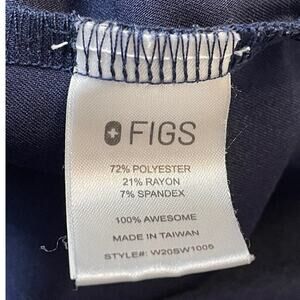 FIGS
72% POLYESTER
21% RAYON
7% SPANDEX
100% AWESOME
MADE IN TAIWAN
STYLE#: W20SW1005